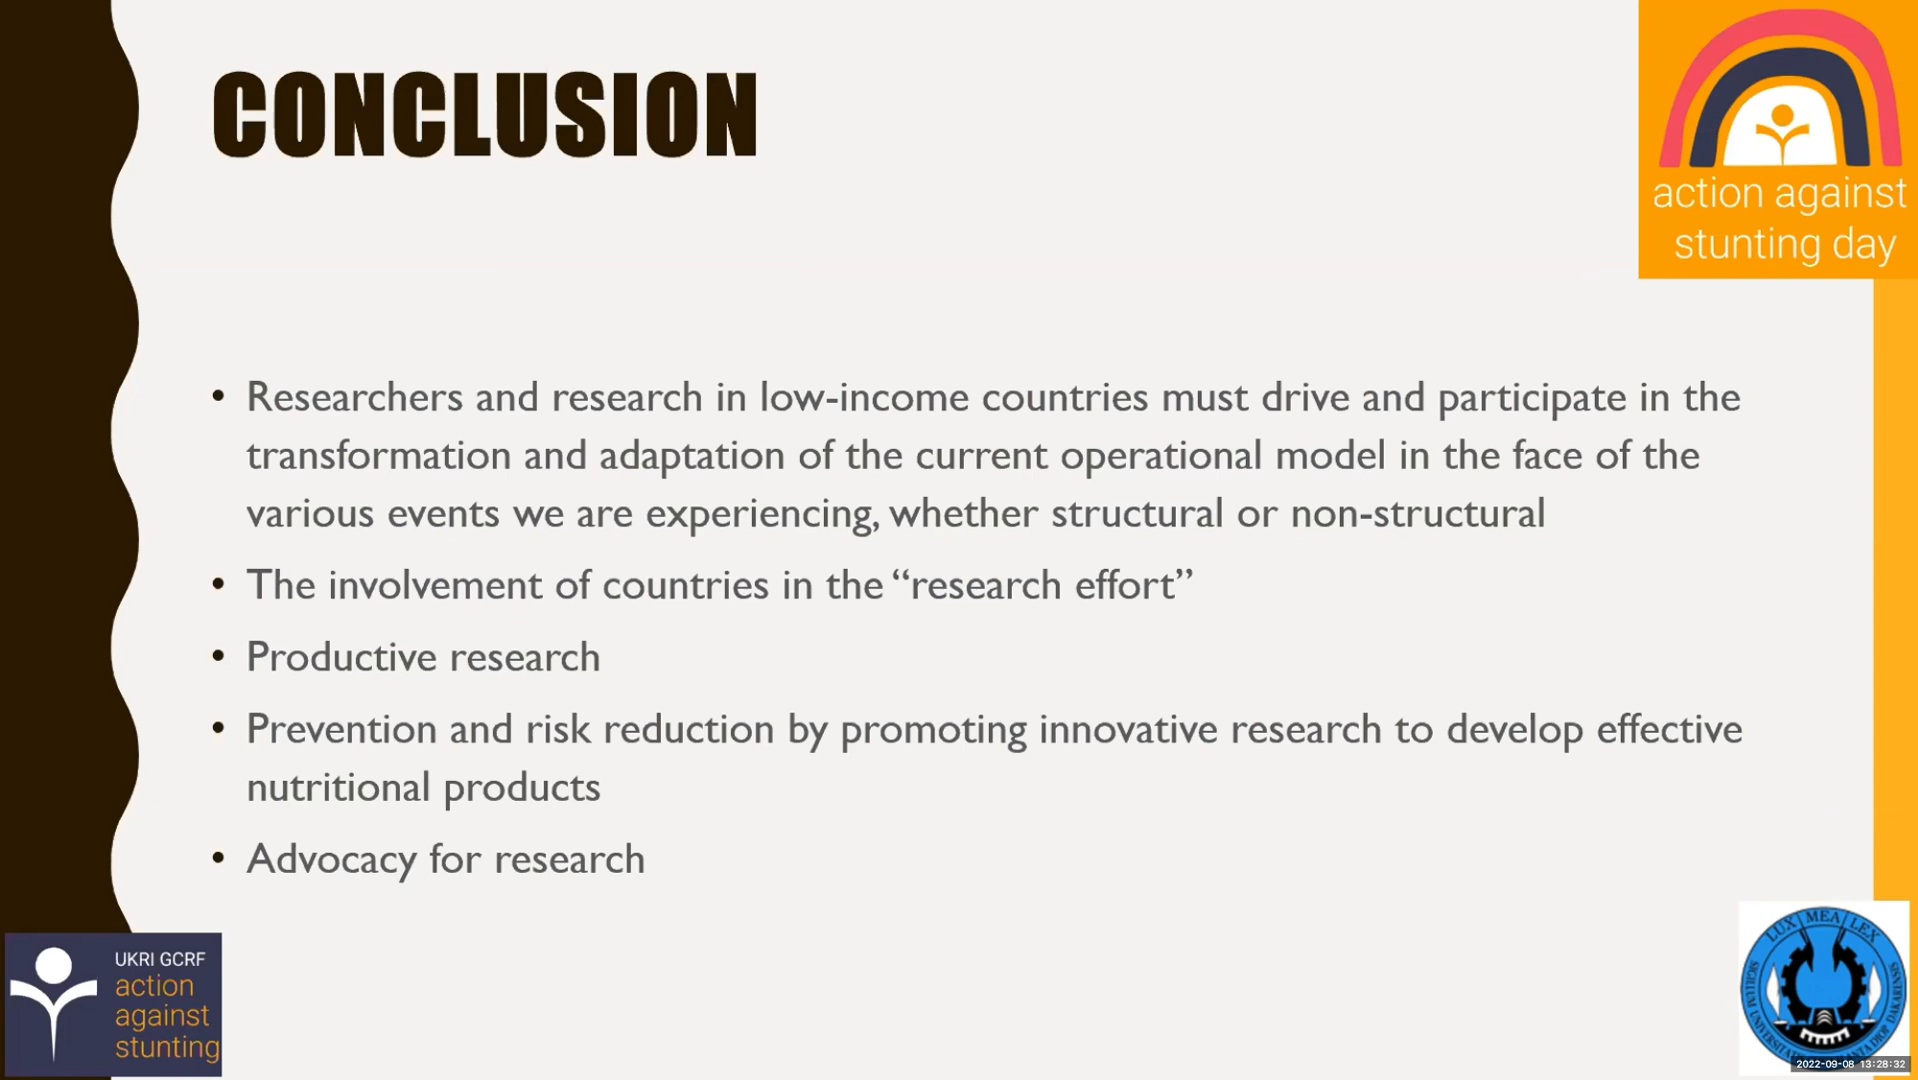 CONCLUSION
action against
stunting day
• Researchers and research in low-income countries must drive and participate in the
transformation and adaptation of the current operational model in the face of the
various events we are experiencing, whether structural or non-structural
• The involvement of countries in the “research effort”
• Productive research
• Prevention and risk reduction by promoting innovative research to develop effective
nutritional products
• Advocacy for research
UKRI GCRF
action
against
stunting
LUX MEA LEX
2022-09-08 13:28:32